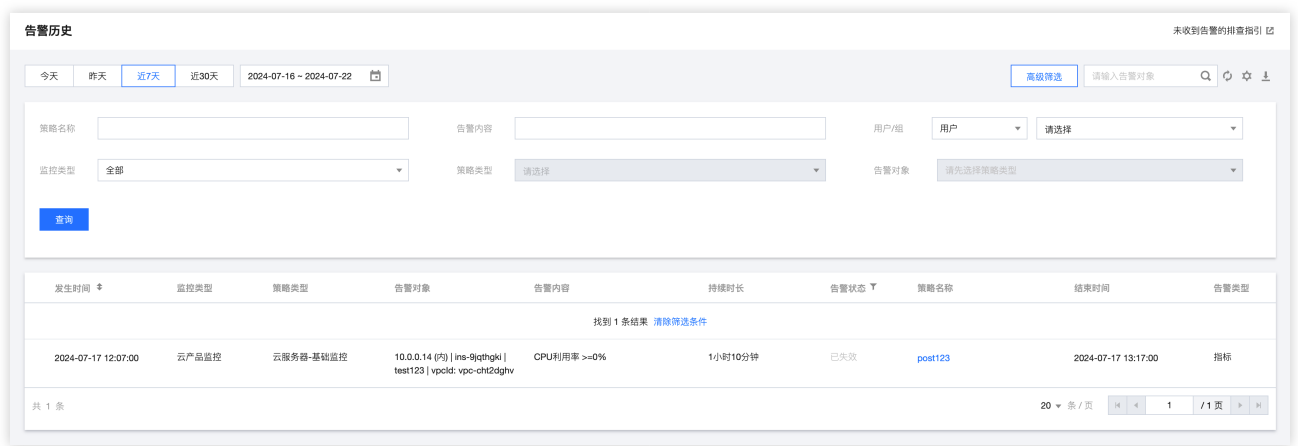 告警历史
未收到告警的排查指引
今天 昨天 近7天 近30天 2024-07-16 ~ 2024-07-22 高级筛选 请输入告警对象
策略名称 告警内容 用户/组 用户 请选择
监控类型 全部 策略类型 请选择 告警对象 请先选择策略类型
查询
发生时间 监控类型 策略类型 告警对象 告警内容 持续时长 告警状态 策略名称 结束时间 告警类型
找到 1 条结果 清除筛选条件
2024-07-17 12:07:00 云产品监控 云服务器-基础监控 10.0.0.14 (内) | ins-9jqthgki | CPU利用率 >=0% 1小时10分钟 已失效 post123 2024-07-17 13:17:00 指标
test123 | vpcId: vpc-cht2dghv
共 1 条 20 条 / 页 1 / 1 页